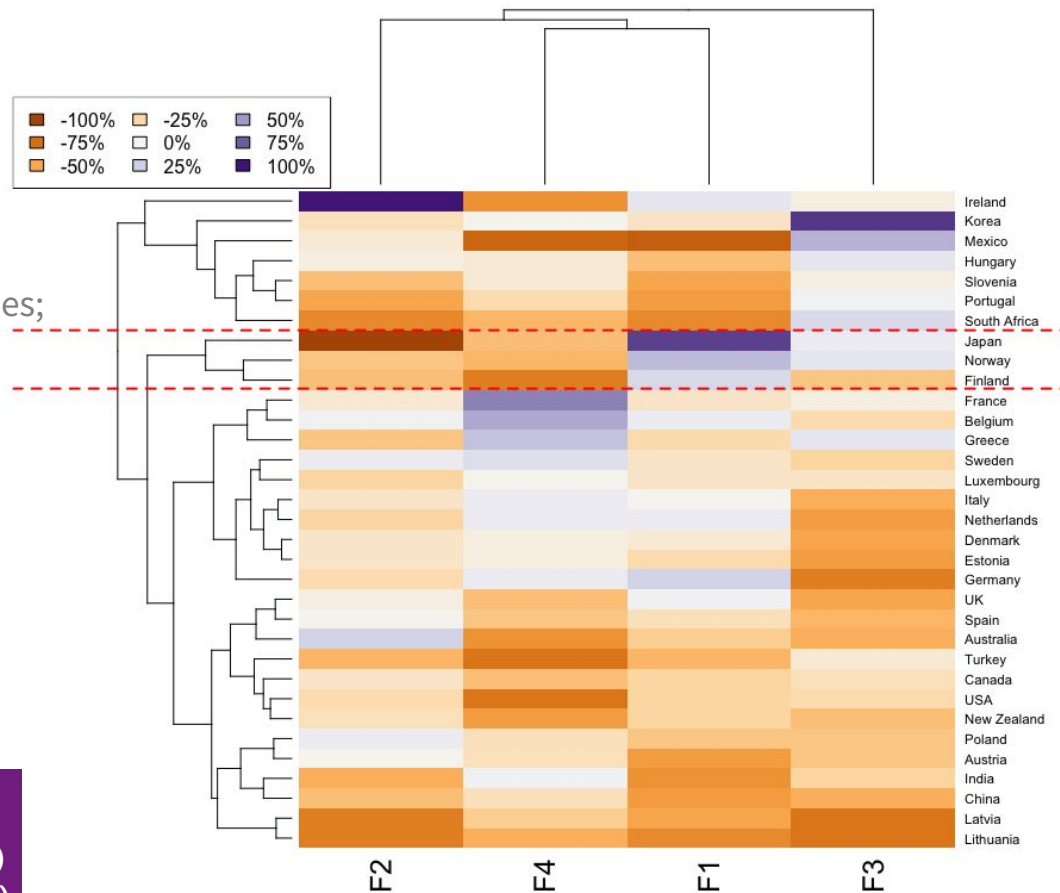 -100% -25% 50%
-75% 0% 75%
-50% 25% 100%
es;
Ireland
Korea
Mexico
Hungary
Slovenia
Portugal
South Africa
Japan
Norway
Finland
France
Belgium
Greece
Sweden
Luxembourg
Italy
Netherlands
Denmark
Estonia
Germany
UK
Spain
Australia
Turkey
Canada
USA
New Zealand
Poland
Austria
India
China
Latvia
Lithuania
F2 F4 F1 F3